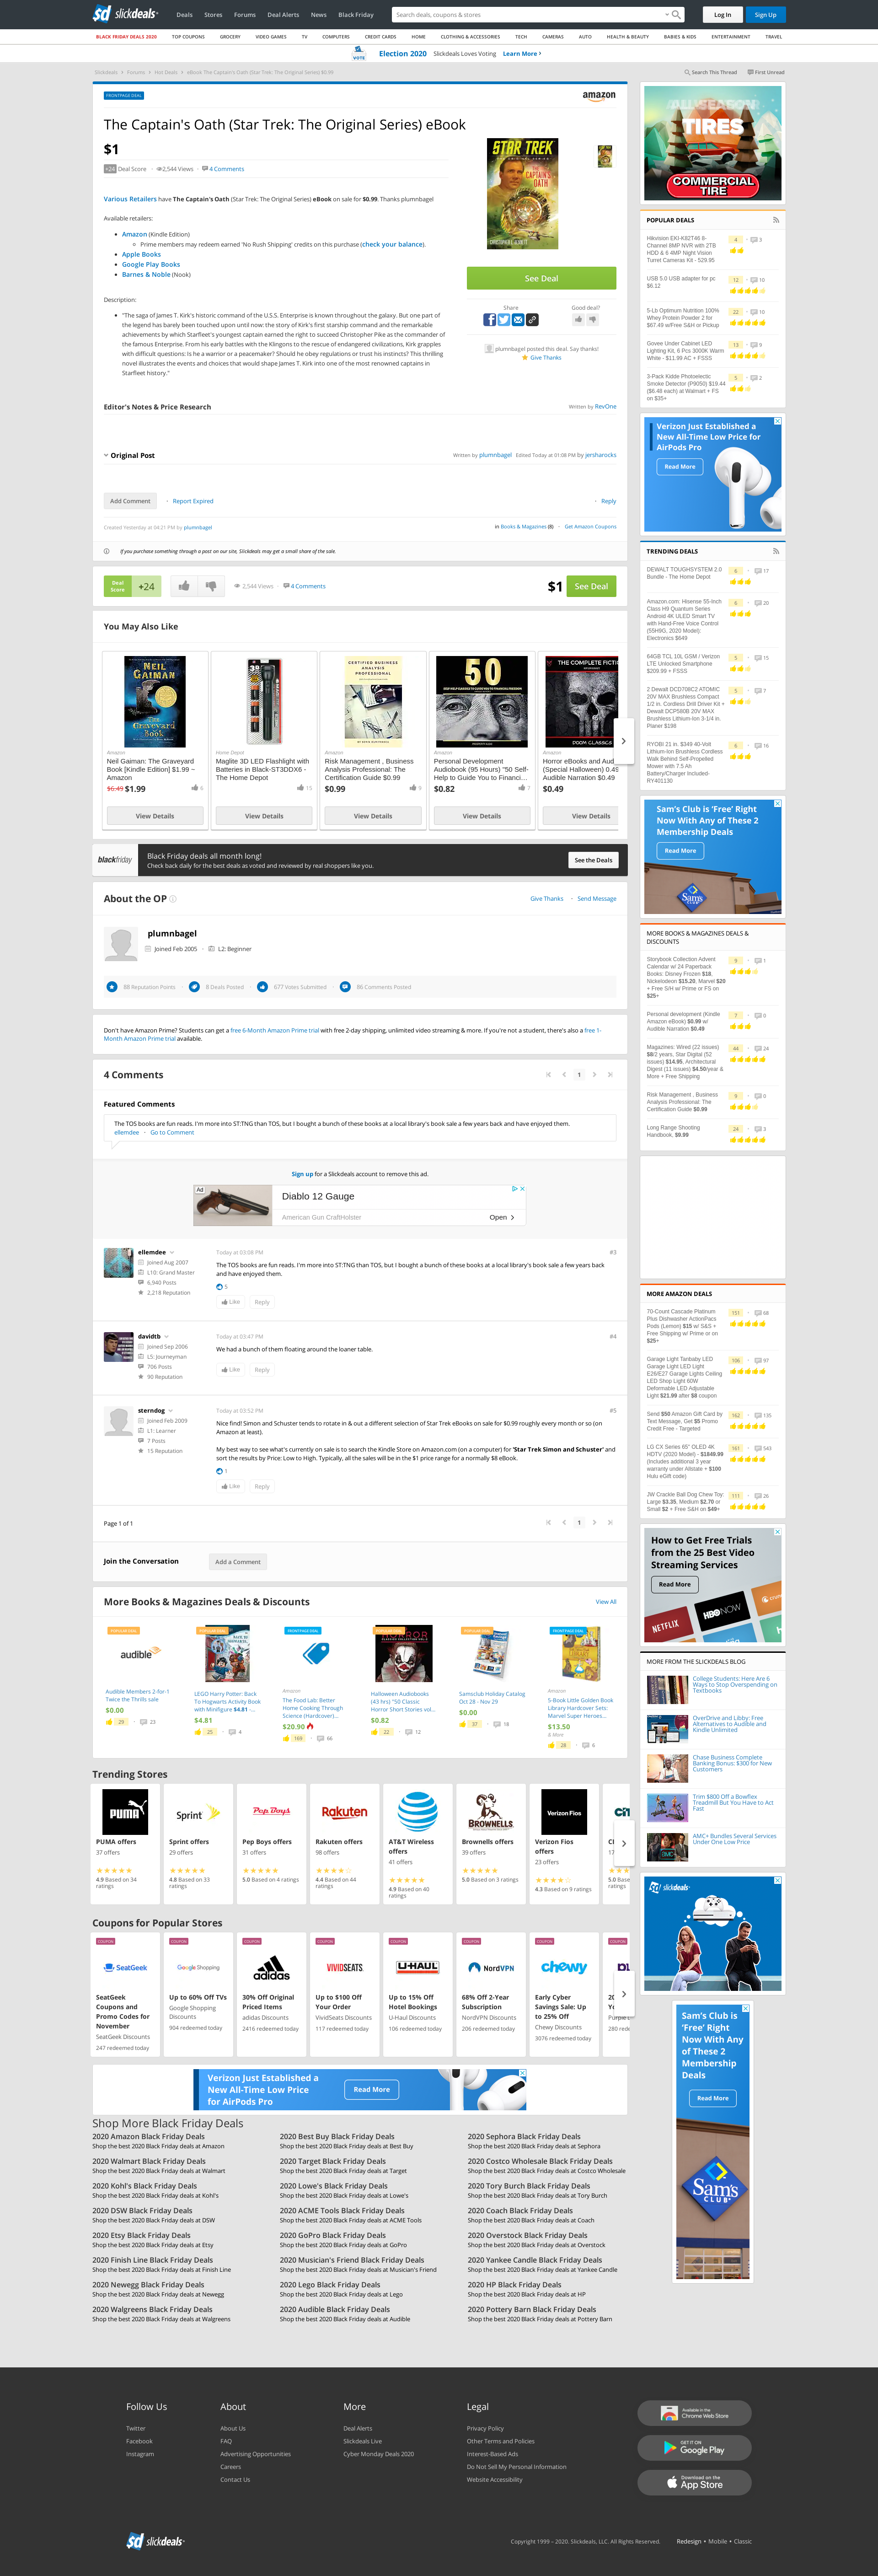 slickdeals
Deals Stores Forums Deal Alerts News Black Friday
Search deals, coupons & stores
Log In
Sign Up
BLACK FRIDAY DEALS 2020 TOP COUPONS GROCERY VIDEO GAMES TV COMPUTERS CREDIT CARDS HOME CLOTHING & ACCESSORIES TECH CAMERAS AUTO HEALTH & BEAUTY BABIES & KIDS ENTERTAINMENT TRAVEL
VOTE Election 2020 Slickdeals Loves Voting Learn More
Slickdeals Forums Hot Deals eBook The Captain's Oath (Star Trek: The Original Series) $0.99
Search This Thread First Unread
FRONTPAGE DEAL
amazon
The Captain's Oath (Star Trek: The Original Series) eBook
$1
+24 Deal Score 2,544 Views 4 Comments
Various Retailers have The Captain's Oath (Star Trek: The Original Series) eBook on sale for $0.99. Thanks plumnbagel
Available retailers:
Amazon (Kindle Edition)
Prime members may redeem earned 'No Rush Shipping' credits on this purchase (check your balance).
Apple Books
Google Play Books
Barnes & Noble (Nook)
Description:
"The saga of James T. Kirk's historic command of the U.S.S. Enterprise is known throughout the galaxy. But one part of
the legend has barely been touched upon until now: the story of Kirk's first starship command and the remarkable
achievements by which Starfleet's youngest captain earned the right to succeed Christopher Pike as the commander of
the famous Enterprise. From his early battles with the Klingons to the rescue of endangered civilizations, Kirk grapples
with difficult questions: Is he a warrior or a peacemaker? Should he obey regulations or trust his instincts? This thrilling
novel illustrates the events and choices that would shape James T. Kirk into one of the most renowned captains in
Starfleet history."
STAR TREK
THE CAPTAIN'S OATH
See Deal
Share Good deal?
plumnbagel posted this deal. Say thanks!
Give Thanks
Editor's Notes & Price Research
Written by RevOne
Original Post
Written by plumnbagel Edited Today at 01:08 PM by jersharocks
Add Comment Report Expired Reply
Created Yesterday at 04:21 PM by plumnbagel
in Books & Magazines (8) Get Amazon Coupons
If you purchase something through a post on our site, Slickdeals may get a small share of the sale.
Deal Score +24
2,544 Views 4 Comments
$1 See Deal
You May Also Like
Amazon
Neil Gaiman: The Graveyard Book [Kindle Edition] $1.99 ~ Amazon
$6.49 $1.99
View Details
Home Depot
Maglite 3D LED Flashlight with Batteries in Black-ST3DDX6 - The Home Depot
15
View Details
Amazon
Risk Management , Business Analysis Professional: The Certification Guide $0.99
$0.99
View Details
Amazon
Personal Development Audiobook (95 Hours) "50 Self-Help to Guide You to Financi...
$0.82
7
View Details
Amazon
Horror eBooks and Aud (Special Halloween) 0.49 Audible Narration $0.49
$0.49
View Details
blackfriday
Black Friday deals all month long!
Check back daily for the best deals as voted and reviewed by real shoppers like you.
See the Deals
About the OP
Give Thanks Send Message
plumnbagel
Joined Feb 2005 L2: Beginner
88 Reputation Points 8 Deals Posted 677 Votes Submitted 86 Comments Posted
Don't have Amazon Prime? Students can get a free 6-Month Amazon Prime trial with free 2-day shipping, unlimited video streaming & more. If you're not a student, there's also a free 1-
Month Amazon Prime trial available.
4 Comments
1
Featured Comments
The TOS books are fun reads. I'm more into ST:TNG than TOS, but I bought a bunch of these books at a local library's book sale a few years back and have enjoyed them.
ellemdee Go to Comment
Sign up for a Slickdeals account to remove this ad.
Ad
Diablo 12 Gauge
American Gun CraftHolster
Open
ellemdee
Joined Aug 2007
L10: Grand Master
6,940 Posts
2,218 Reputation
Today at 03:08 PM #3
The TOS books are fun reads. I'm more into ST:TNG than TOS, but I bought a bunch of these books at a local library's book sale a few years back
and have enjoyed them.
5
Like Reply
davidtb
Joined Sep 2006
L5: Journeyman
706 Posts
90 Reputation
Today at 03:47 PM #4
We had a bunch of them floating around the loaner table.
Like Reply
sterndog
Joined Feb 2009
L1: Learner
7 Posts
15 Reputation
Today at 03:52 PM #5
Nice find! Simon and Schuster tends to rotate in & out a different selection of Star Trek eBooks on sale for $0.99 roughly every month or so (on
Amazon at least).
My best way to see what's currently on sale is to search the Kindle Store on Amazon.com (on a computer) for 'Star Trek Simon and Schuster' and
sort the results by Price: Low to High. Typically, all the sales will be in the $1 price range for a normally $8 eBook.
1
Like Reply
Page 1 of 1
1
Join the Conversation
Add a Comment
More Books & Magazines Deals & Discounts
View All
POPULAR DEAL
audible
Audible Members 2-for-1 Twice the Thrills sale
$0.00
29 23
POPULAR DEAL
LEGO Harry Potter: Back To Hogwarts Activity Book with Minifigure $4.81 -...
$4.81
25 4
FRONTPAGE DEAL
Amazon
The Food Lab: Better Home Cooking Through Science (Hardcover)...
$20.90
169 66
POPULAR DEAL
Halloween Audiobooks (43 hrs) "50 Classic Horror Short Stories vol...
$0.82
22 12
POPULAR DEAL
Samsclub Holiday Catalog Oct 28 - Nov 29
$0.00
37 18
FRONTPAGE DEAL
Amazon
5-Book Little Golden Book Library Hardcover Sets: Marvel Super Heroes...
$13.50
& More
28 6
Trending Stores
PUMA offers
37 offers
4.9 Based on 34 ratings
Sprint offers
29 offers
4.8 Based on 33 ratings
Pep Boys offers
31 offers
5.0 Based on 4 ratings
Rakuten offers
98 offers
4.4 Based on 44 ratings
AT&T Wireless offers
41 offers
4.9 Based on 40 ratings
Brownells offers
39 offers
5.0 Based on 3 ratings
Verizon Fios offers
23 offers
4.3 Based on 9 ratings
Coupons for Popular Stores
COUPON
SeatGeek
SeatGeek Coupons and Promo Codes for November
SeatGeek Discounts
247 redeemed today
COUPON
Google Shopping
Up to 60% Off TVs
Google Shopping Discounts
904 redeemed today
COUPON
adidas
30% Off Original Priced Items
adidas Discounts
2416 redeemed today
COUPON
VIVIDSEATS
Up to $100 Off Your Order
VividSeats Discounts
117 redeemed today
COUPON
U-HAUL
Up to 15% Off Hotel Bookings
U-Haul Discounts
106 redeemed today
COUPON
NordVPN
68% Off 2-Year Subscription
NordVPN Discounts
206 redeemed today
COUPON
chewy
Early Cyber Savings Sale: Up to 25% Off
Chewy Discounts
3076 redeemed today
COUPON
Verizon Just Established a New All-Time Low Price for AirPods Pro
Read More
Shop More Black Friday Deals
2020 Amazon Black Friday Deals
Shop the best 2020 Black Friday deals at Amazon
2020 Best Buy Black Friday Deals
Shop the best 2020 Black Friday deals at Best Buy
2020 Sephora Black Friday Deals
Shop the best 2020 Black Friday deals at Sephora
2020 Walmart Black Friday Deals
Shop the best 2020 Black Friday deals at Walmart
2020 Target Black Friday Deals
Shop the best 2020 Black Friday deals at Target
2020 Costco Wholesale Black Friday Deals
Shop the best 2020 Black Friday deals at Costco Wholesale
2020 Kohl's Black Friday Deals
Shop the best 2020 Black Friday deals at Kohl's
2020 Lowe's Black Friday Deals
Shop the best 2020 Black Friday deals at Lowe's
2020 Tory Burch Black Friday Deals
Shop the best 2020 Black Friday deals at Tory Burch
2020 DSW Black Friday Deals
Shop the best 2020 Black Friday deals at DSW
2020 ACME Tools Black Friday Deals
Shop the best 2020 Black Friday deals at ACME Tools
2020 Coach Black Friday Deals
Shop the best 2020 Black Friday deals at Coach
2020 Etsy Black Friday Deals
Shop the best 2020 Black Friday deals at Etsy
2020 GoPro Black Friday Deals
Shop the best 2020 Black Friday deals at GoPro
2020 Overstock Black Friday Deals
Shop the best 2020 Black Friday deals at Overstock
2020 Finish Line Black Friday Deals
Shop the best 2020 Black Friday deals at Finish Line
2020 Musician's Friend Black Friday Deals
Shop the best 2020 Black Friday deals at Musician's Friend
2020 Yankee Candle Black Friday Deals
Shop the best 2020 Black Friday deals at Yankee Candle
2020 Newegg Black Friday Deals
Shop the best 2020 Black Friday deals at Newegg
2020 Lego Black Friday Deals
Shop the best 2020 Black Friday deals at Lego
2020 HP Black Friday Deals
Shop the best 2020 Black Friday deals at HP
2020 Walgreens Black Friday Deals
Shop the best 2020 Black Friday deals at Walgreens
2020 Audible Black Friday Deals
Shop the best 2020 Black Friday deals at Audible
2020 Pottery Barn Black Friday Deals
Shop the best 2020 Black Friday deals at Pottery Barn
ALL-SEASON
TIRES
COMMERCIAL TIRE
POPULAR DEALS
Hikvision EKI-K82T46 8-Channel 8MP NVR with 2TB HDD & 6 4MP Night Vision Turret Cameras Kit - 529.95
4 3
USB 5.0 USB adapter for pc $6.12
12 10
5-Lb Optimum Nutrition 100% Whey Protein Powder 2 for $67.49 w/Free S&H or Pickup
22 10
Govee Under Cabinet LED Lighting Kit, 6 Pcs 3000K Warm White - $11.99 AC + FSSS
13 9
3-Pack Kidde Photoelectric Smoke Detector (P9050) $19.44 ($6.48 each) at Walmart + FS on $35+
5 2
Verizon Just Established a New All-Time Low Price for AirPods Pro
Read More
TRENDING DEALS
DEWALT TOUGHSYSTEM 2.0 Bundle - The Home Depot
6 17
Amazon.com: Hisense 55-Inch Class H9 Quantum Series Android 4K ULED Smart TV with Hand-Free Voice Control (55H9G, 2020 Model): Electronics $649
6 20
64GB TCL 10L GSM / Verizon LTE Unlocked Smartphone $209.99 + FSSS
5 15
2 Dewalt DCD708C2 ATOMIC 20V MAX Brushless Compact 1/2 in. Cordless Drill Driver Kit + Dewalt DCP580B 20V MAX Brushless Lithium-Ion 3-1/4 in. Planer $198
5 7
RYOBI 21 in. $349 40-Volt Lithium-Ion Brushless Cordless Walk Behind Self-Propelled Mower with 7.5 Ah Battery/Charger Included-RY401130
6 16
Sam's Club is 'Free' Right Now With Any of These 2 Membership Deals
Read More
MORE BOOKS & MAGAZINES DEALS & DISCOUNTS
Storybook Collection Advent Calendar w/ 24 Paperback Books: Disney Frozen $18, Nickelodeon $15.20, Marvel $20 + Free S/H w/ Prime or FS on $25+
9 1
Personal development (Kindle Amazon eBook) $0.99 w/ Audible Narration $0.49
7 0
Magazines: Wired (22 issues) $8/2 years, Star Digital (52 issues) $14.95, Architectural Digest (11 issues) $4.50/year & More + Free Shipping
44 24
Risk Management , Business Analysis Professional: The Certification Guide $0.99
9 0
Long Range Shooting Handbook, $9.99
24 3
MORE AMAZON DEALS
70-Count Cascade Platinum Plus Dishwasher ActionPacs Pods (Lemon) $15 w/ S&S + Free Shipping w/ Prime or on $25+
151 68
Garage Light Tanbaby LED Garage Light LED Light E26/E27 Garage Lights Ceiling LED Shop Light 60W Deformable LED Adjustable Light $21.99 after $8 coupon
106 97
Send $50 Amazon Gift Card by Text Message, Get $5 Promo Credit Free - Targeted
162 135
LG CX Series 65" OLED 4K HDTV (2020 Model) - $1849.99 (Includes additional 3 year warranty under Allstate + $100 Hulu eGift code)
161 543
JW Crackle Ball Dog Chew Toy: Large $3.35, Medium $2.70 or Small $2 + Free S&H on $49+
111 26
How to Get Free Trials from the 25 Best Video Streaming Services
Read More
NETFLIX HBO NOW
MORE FROM THE SLICKDEALS BLOG
College Students: Here Are 6 Ways to Stop Overspending on Textbooks
OverDrive and Libby: Free Alternatives to Audible and Kindle Unlimited
Chase Business Complete Banking Bonus: $300 for New Customers
Trim $800 Off a Bowflex Treadmill But You Have to Act Fast
AMC+ Bundles Several Services Under One Low Price
slickdeals
Sam's Club is 'Free' Right Now With Any of These 2 Membership Deals
Read More
Sam's CLUB
Follow Us
Twitter
Facebook
Instagram
About
About Us
FAQ
Advertising Opportunities
Careers
Contact Us
More
Deal Alerts
Slickdeals Live
Cyber Monday Deals 2020
Legal
Privacy Policy
Other Terms and Policies
Interest-Based Ads
Do Not Sell My Personal Information
Website Accessibility
Available in the Chrome Web Store
GET IT ON Google Play
Download on the App Store
slickdeals
Copyright 1999 - 2020. Slickdeals, LLC. All Rights Reserved. Redesign • Mobile • Classic